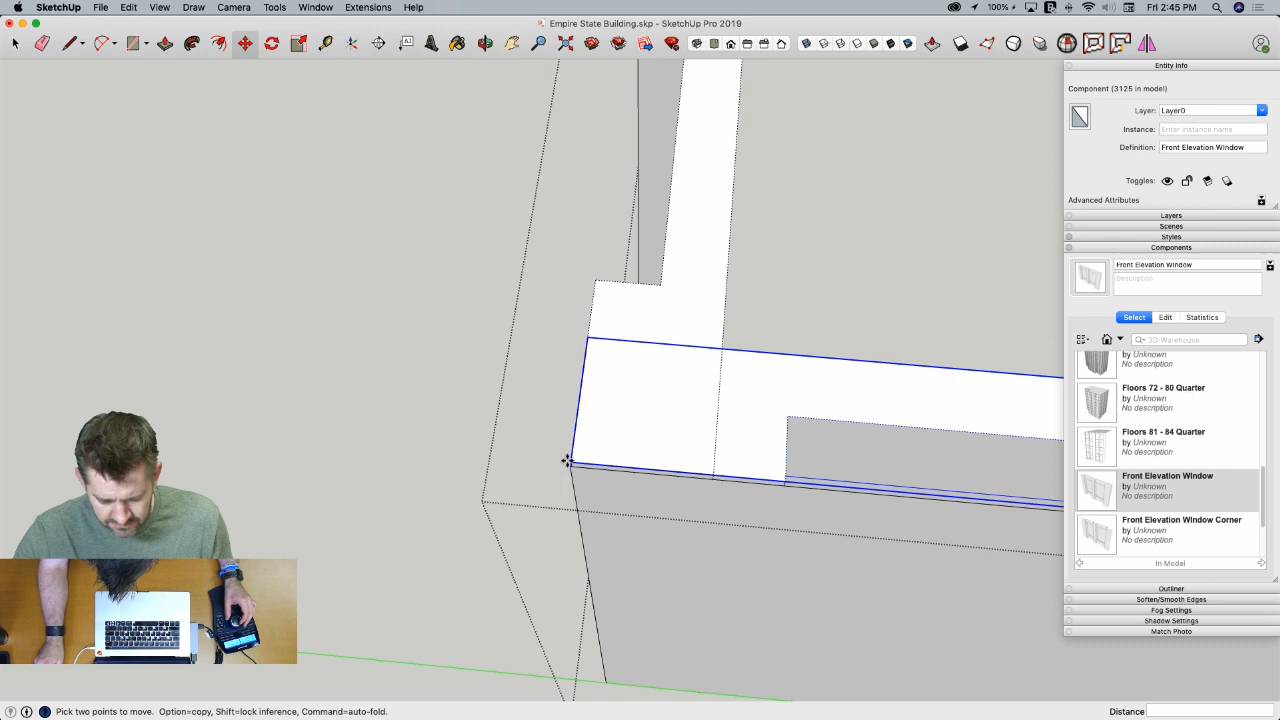 SketchUp File Edit View Camera Draw Tools Window Extensions Help 100% Fri 2:45 PM
Empire State Building.skp - SketchUp Pro 2019
Entity Info
Component (3125 in model)
Layer: Layer0
Instance: Enter instance name
Definition: Front Elevation Window
Toggles:
Advanced Attributes
Layers
Scenes
Styles
Components
Front Elevation Window
Description
Select Edit Statistics
3D Warehouse
by Unknown
No description
Floors 72 - 80 Quarter
by Unknown
No description
Floors 81 - 84 Quarter
by Unknown
No description
Front Elevation Window
by Unknown
No description
Front Elevation Window Corner
by Unknown
No description
In Model
Outliner
Soften/Smooth Edges
Fog Settings
Shadow Settings
Match Photo
Pick two points to move. Option=copy, Shift=lock inference, Command=auto-fold. Distance